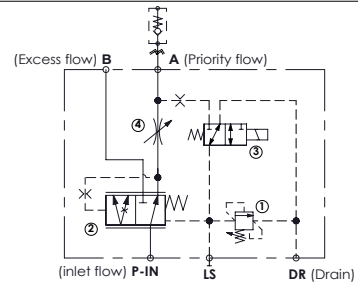 (Excess flow) B A (Priority flow)
④
③
①
②
(inlet flow) P-IN LS DR (Drain)